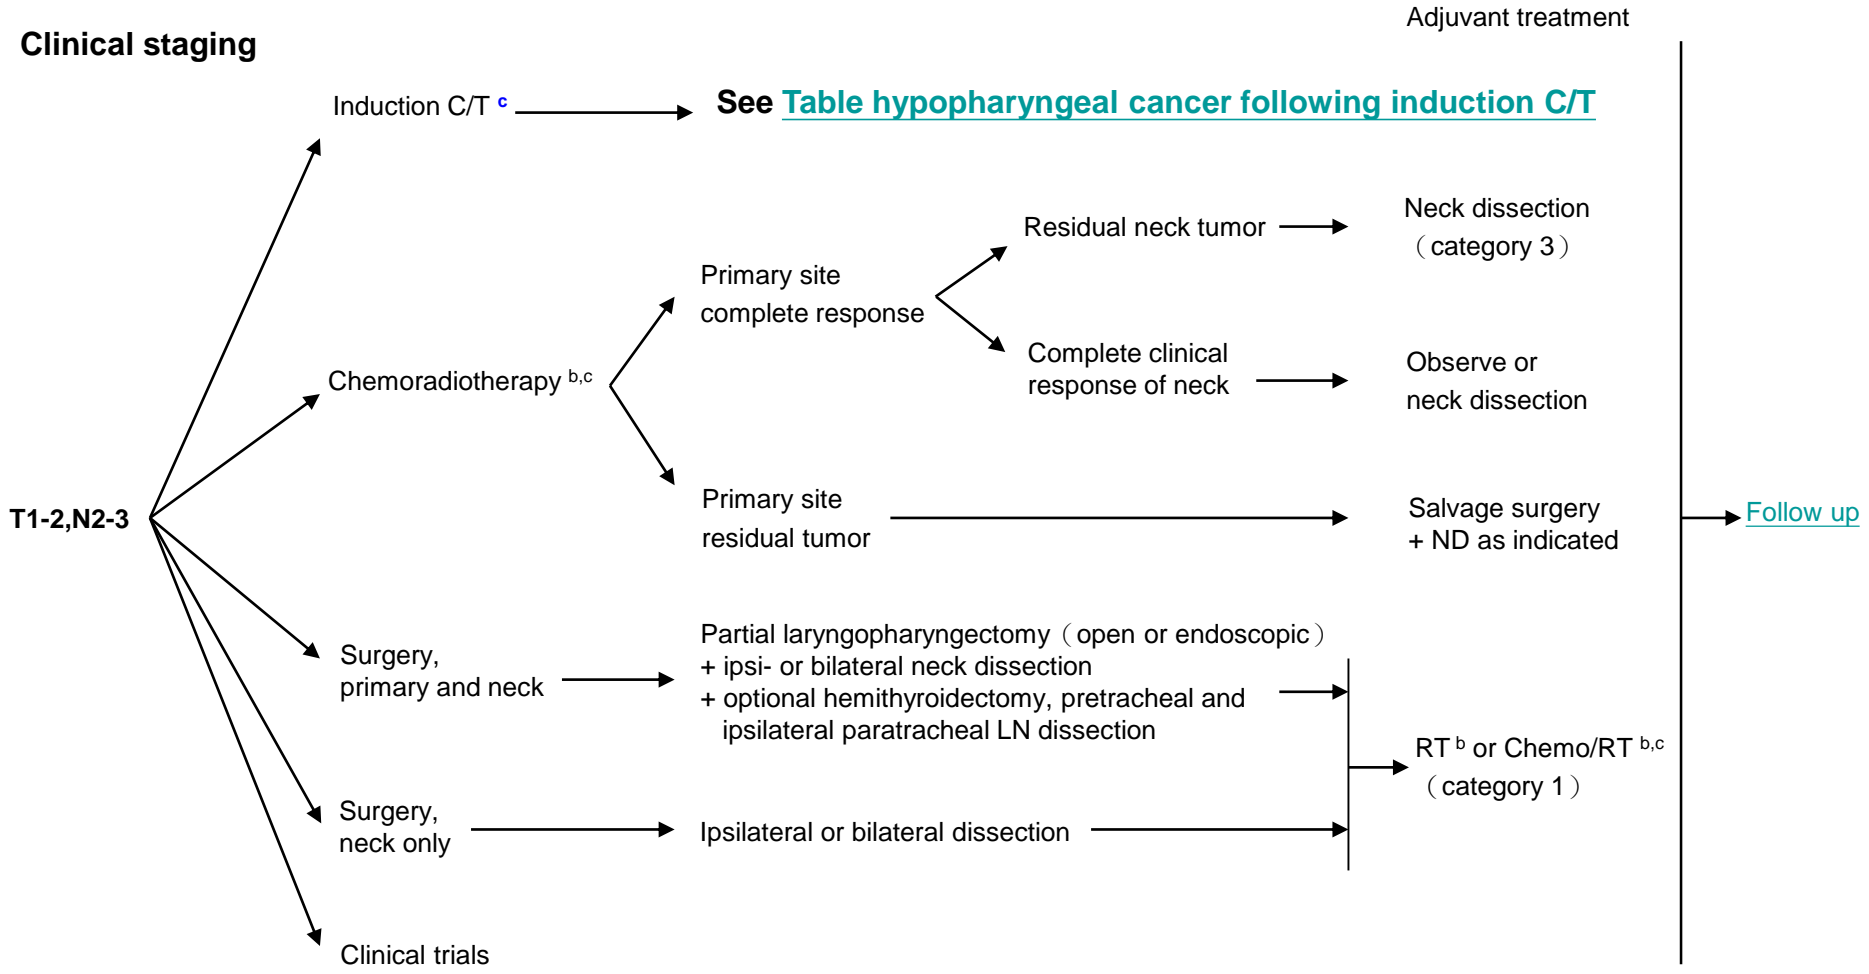 Adjuvant treatment
Clinical staging
Induction C/T c
See Table hypopharyngeal cancer following induction C/T
Residual neck tumor
Neck dissection
（category 3）
Primary site
complete response
Complete clinical
response of neck
Observe or
neck dissection
Chemoradiotherapy b,c
Primary site
residual tumor
Salvage surgery
+ ND as indicated
T1-2,N2-3
Follow up
Surgery,
primary and neck
Partial laryngopharyngectomy（open or endoscopic）
+ ipsi- or bilateral neck dissection
+ optional hemithyroidectomy, pretracheal and
ipsilateral paratracheal LN dissection
RT b or Chemo/RT b,c
（category 1）
Surgery,
neck only
Ipsilateral or bilateral dissection
Clinical trials